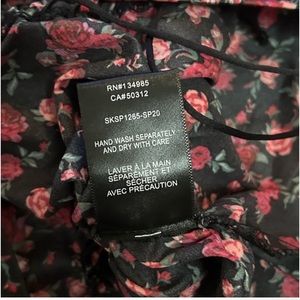 RN#134985
CA#50312
SKSP1265-SP20
HAND WASH SEPARATELY
AND DRY WITH CARE
LAVER À LA MAIN
SÉPARÉMENT ET
SÉCHER
AVEC PRÉCAUTION